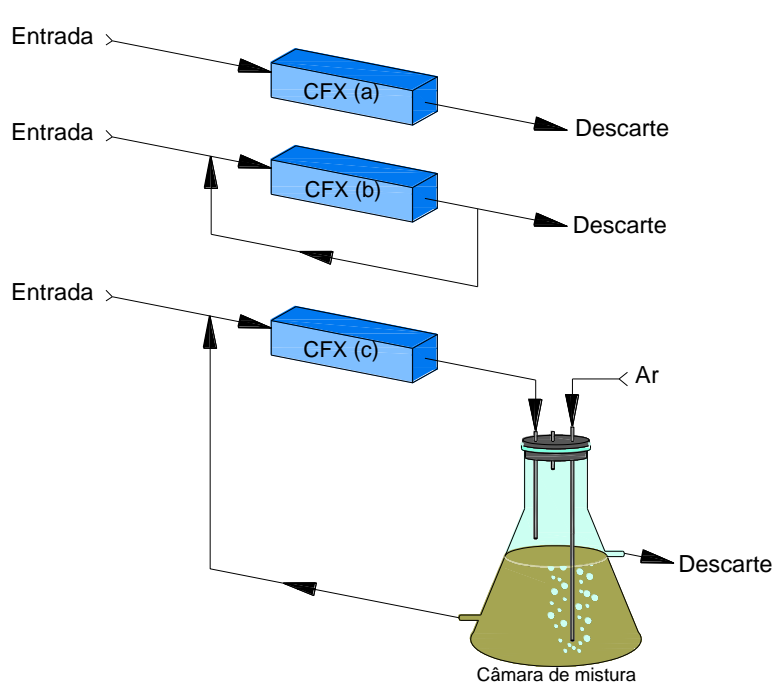 Entrada
CFX (a)
Descarte
Entrada
CFX (b)
Descarte
Entrada
CFX (c)
Ar
Descarte
Câmara de mistura